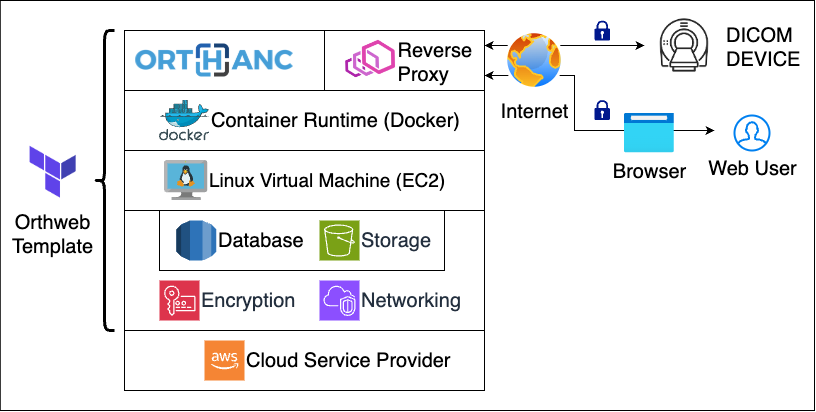 ORTHANC
Reverse
Proxy
Internet
DICOM
DEVICE
docker
Container Runtime (Docker)
Browser
Web User
Linux Virtual Machine (EC2)
Orthweb
Template
Database
Storage
Encryption
Networking
aws
Cloud Service Provider